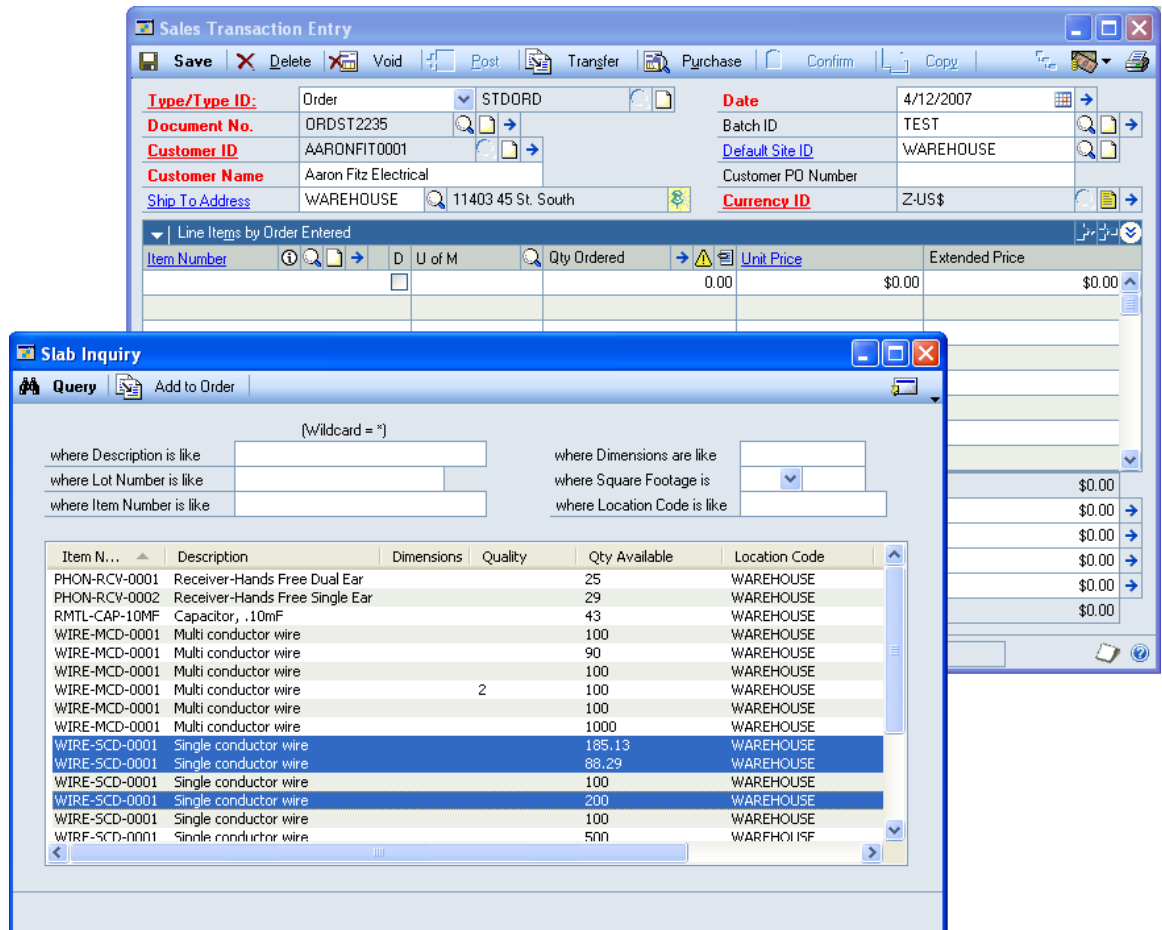 Sales Transaction Entry
Save Delete Void Post Transfer Purchase Confirm Copy
Type/Type ID: Order STDORD Date 4/12/2007
Document No. ORDST2235 Batch ID TEST
Customer ID AARONFIT0001 Default Site ID WAREHOUSE
Customer Name Aaron Fitz Electrical Customer PO Number
Ship To Address WAREHOUSE 11403 45 St. South Currency ID Z-US$
Line Items by Order Entered
Item Number D U of M Qty Ordered Unit Price Extended Price
0.00 $0.00 $0.00
Slab Inquiry
Query Add to Order
(Wildcard = *)
where Description is like where Dimensions are like
where Lot Number is like where Square Footage is $0.00
where Item Number is like where Location Code is like $0.00
$0.00
Item N... Description Dimensions Quality Qty Available Location Code $0.00
PHON-RCV-0001 Receiver-Hands Free Dual Ear 25 WAREHOUSE $0.00
PHON-RCV-0002 Receiver-Hands Free Single Ear 29 WAREHOUSE
RMTL-CAP-10MF Capacitor, .10mF 43 WAREHOUSE $0.00
WIRE-MCD-0001 Multi conductor wire 100 WAREHOUSE
WIRE-MCD-0001 Multi conductor wire 90 WAREHOUSE
WIRE-MCD-0001 Multi conductor wire 100 WAREHOUSE
WIRE-MCD-0001 Multi conductor wire 2 100 WAREHOUSE
WIRE-MCD-0001 Multi conductor wire 100 WAREHOUSE
WIRE-MCD-0001 Multi conductor wire 1000 WAREHOUSE
WIRE-SCD-0001 Single conductor wire 185.13 WAREHOUSE
WIRE-SCD-0001 Single conductor wire 88.29 WAREHOUSE
WIRE-SCD-0001 Single conductor wire 100 WAREHOUSE
WIRE-SCD-0001 Single conductor wire 200 WAREHOUSE
WIRE-SCD-0001 Single conductor wire 100 WAREHOUSE
WIRE-SCD-0001 Single conductor wire 500 WAREHOUSE